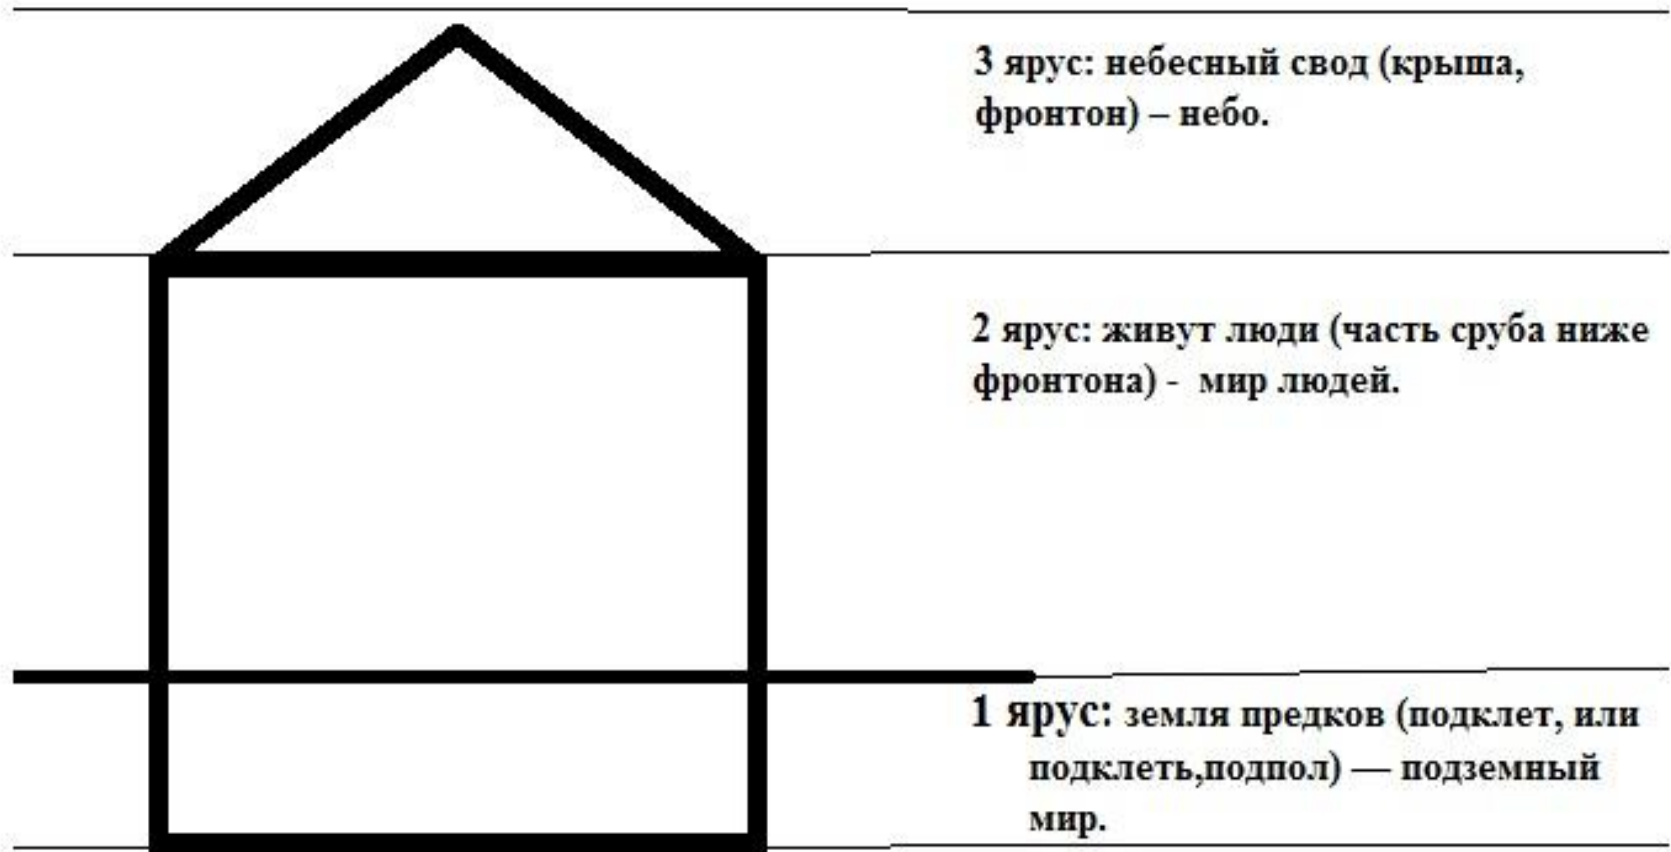 3 ярус: небесный свод (крыша,
фронтон) – небо.
2 ярус: живут люди (часть сруба ниже
фронтона) - мир людей.
1 ярус: земля предков (подклет, или
подклеть,подпол) — подземный
мир.